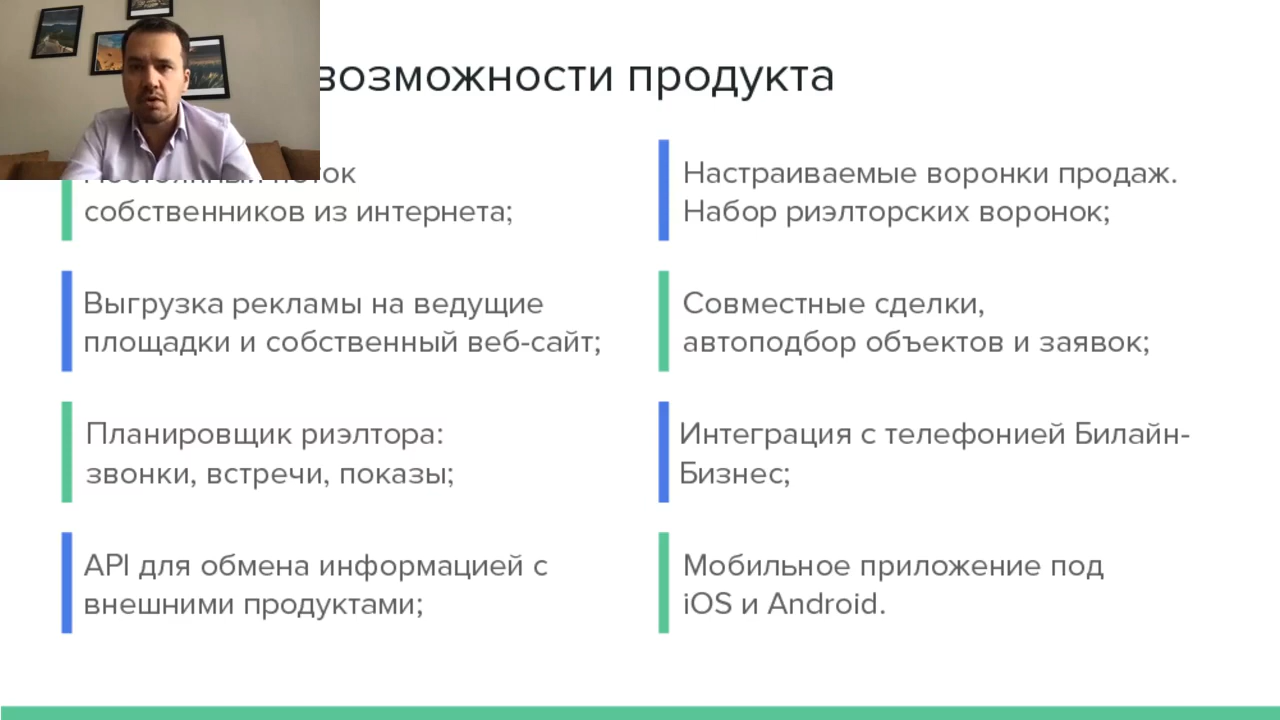 возможности продукта
Постоянный поток
собственников из интернета;
Выгрузка рекламы на ведущие
площадки и собственный веб-сайт;
Планировщик риэлтора:
звонки, встречи, показы;
API для обмена информацией с
внешними продуктами;
Настраиваемые воронки продаж.
Набор риэлторских воронок;
Совместные сделки,
автоподбор объектов и заявок;
Интеграция с телефонией Билайн-
Бизнес;
Мобильное приложение под
iOS и Android.